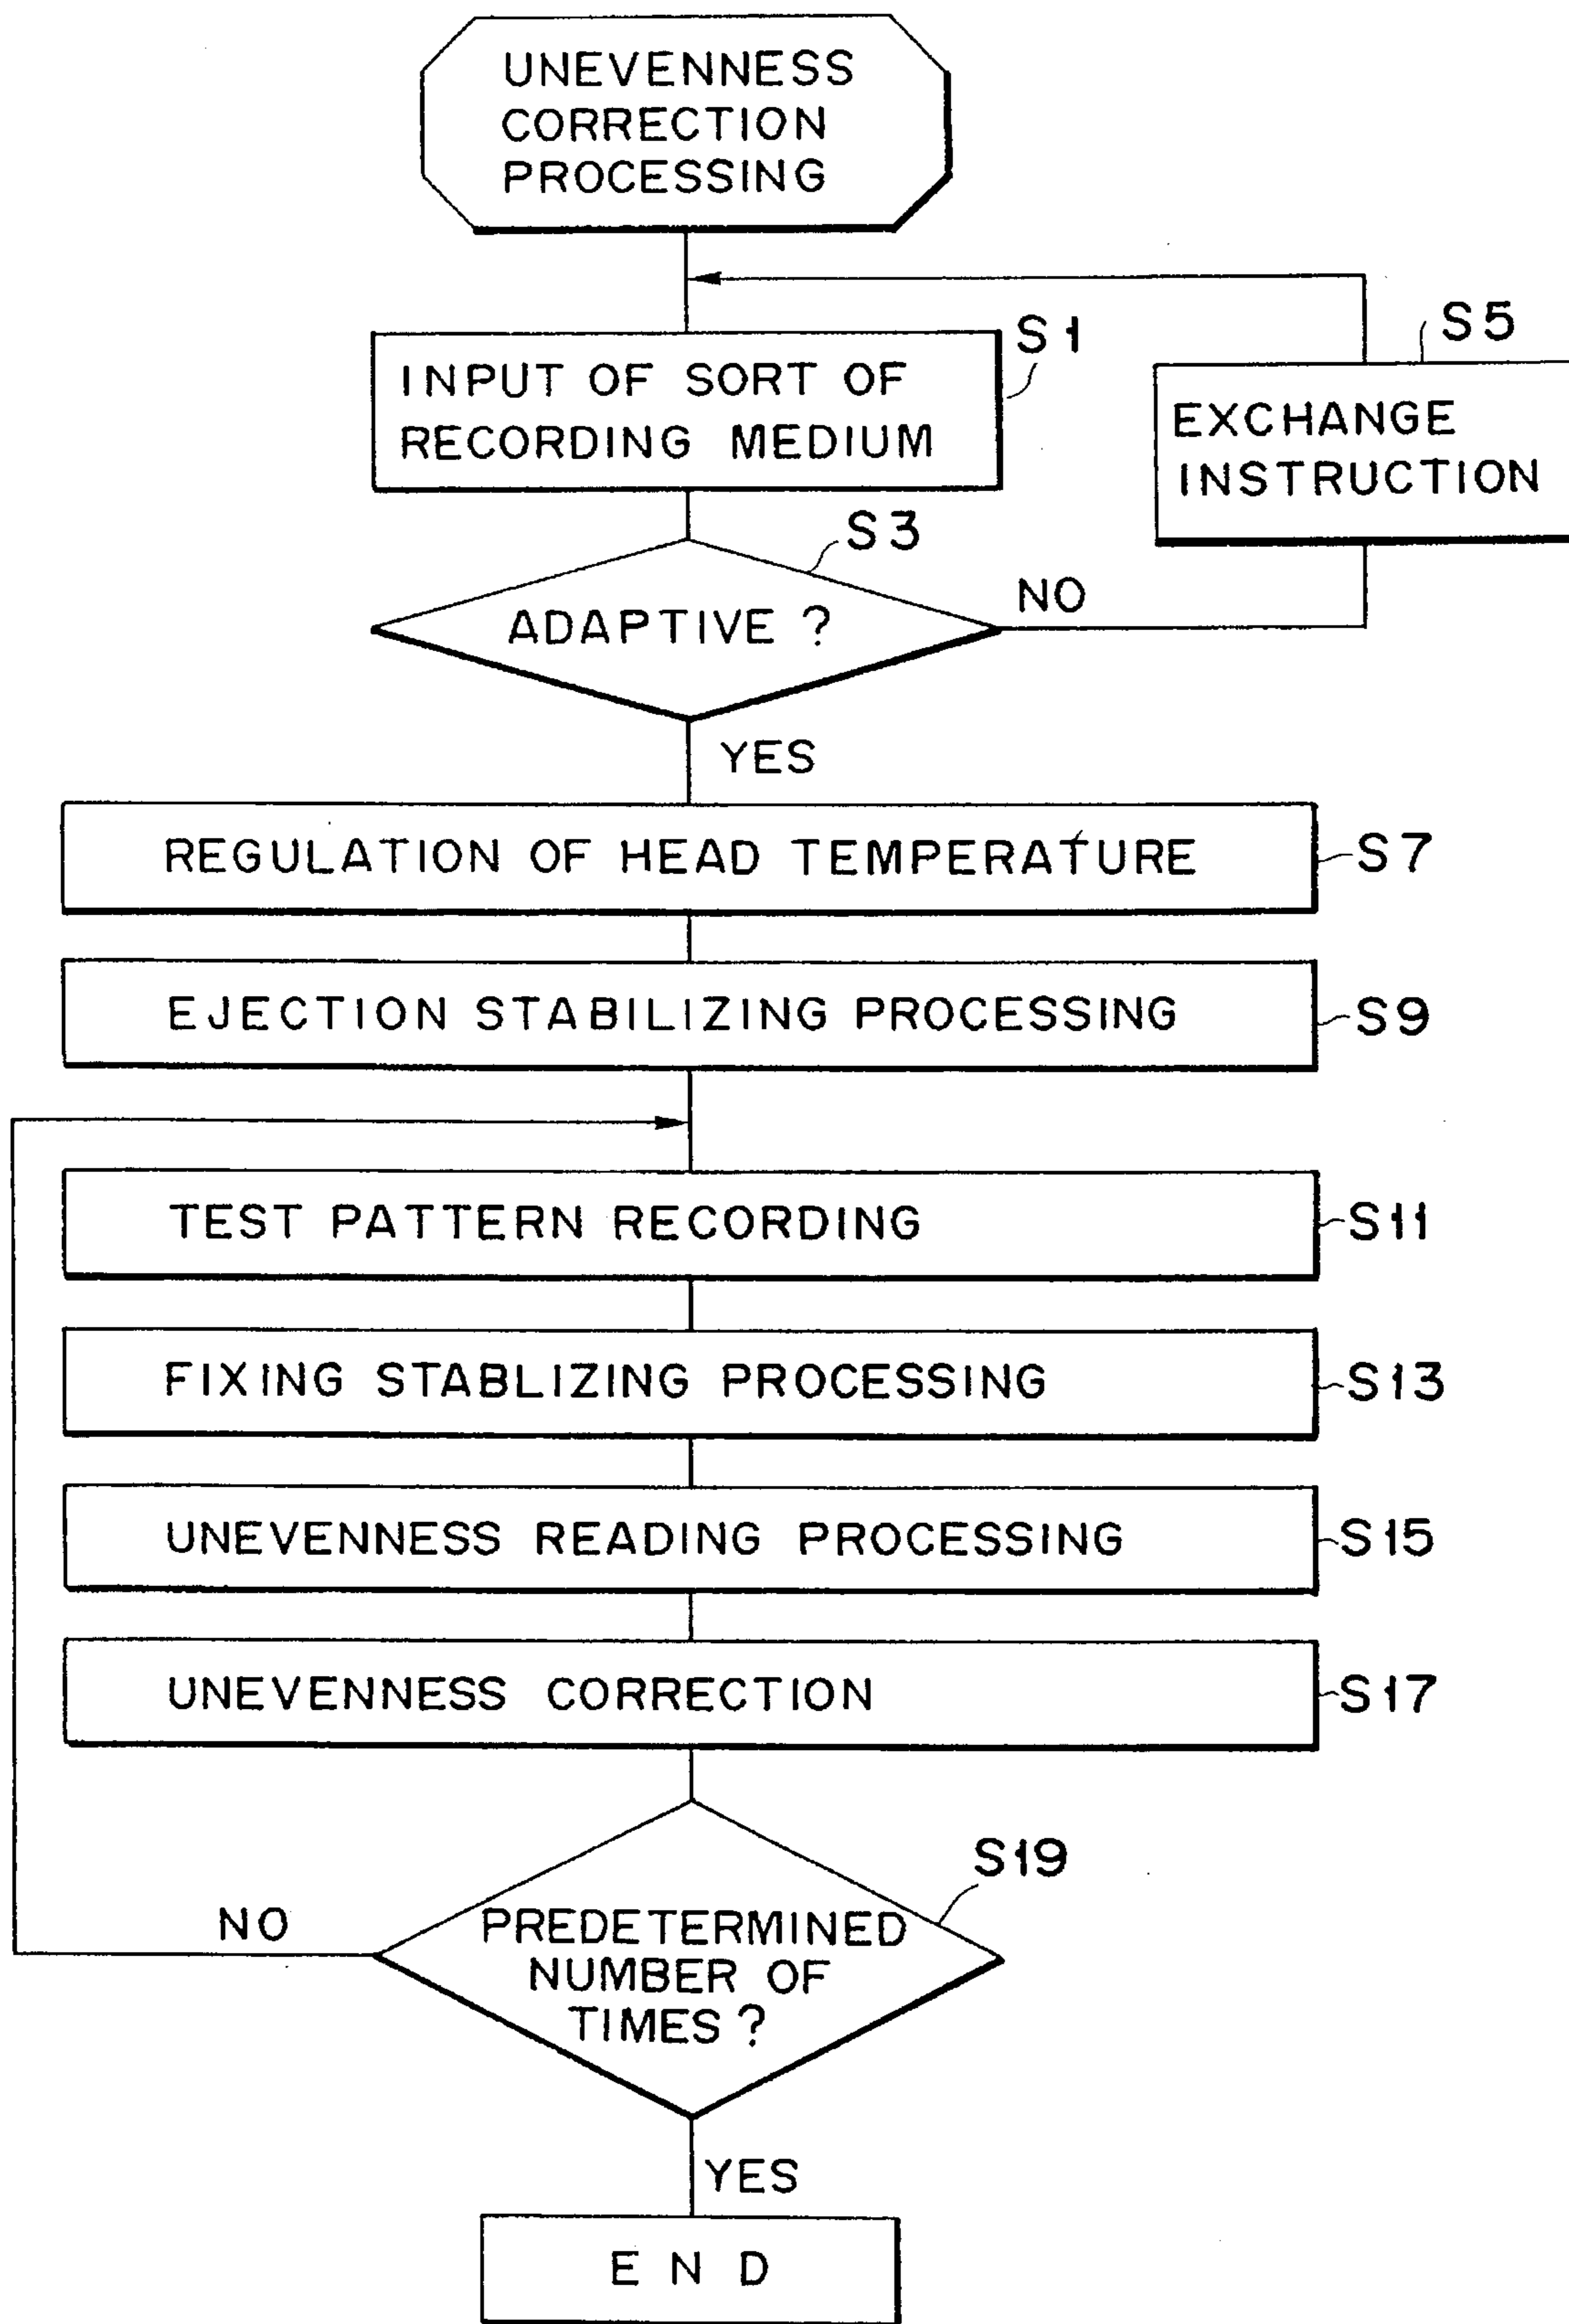 UNEVENNESS
CORRECTION
PROCESSING
S1
INPUT OF SORT OF
RECORDING MEDIUM
S5
EXCHANGE
INSTRUCTION
S3
ADAPTIVE ?
NO
YES
REGULATION OF HEAD TEMPERATURE
S7
EJECTION STABILIZING PROCESSING
S9
TEST PATTERN RECORDING
S11
FIXING STABLIZING PROCESSING
S13
UNEVENNESS READING PROCESSING
S15
UNEVENNESS CORRECTION
S17
S19
NO
PREDETERMINED
NUMBER OF
TIMES ?
YES
END